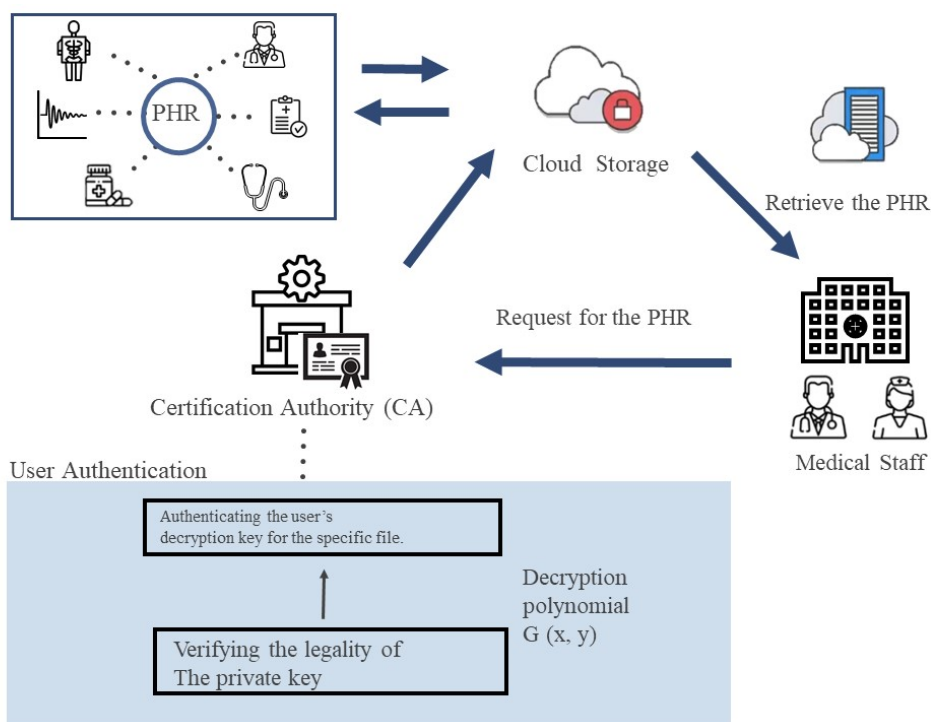 PHR
Cloud Storage
Retrieve the PHR
Request for the PHR
Certification Authority (CA)
Medical Staff
User Authentication
Authenticating the user’s
decryption key for the specific file.
Decryption
polynomial
G (x, y)
Verifying the legality of
The private key